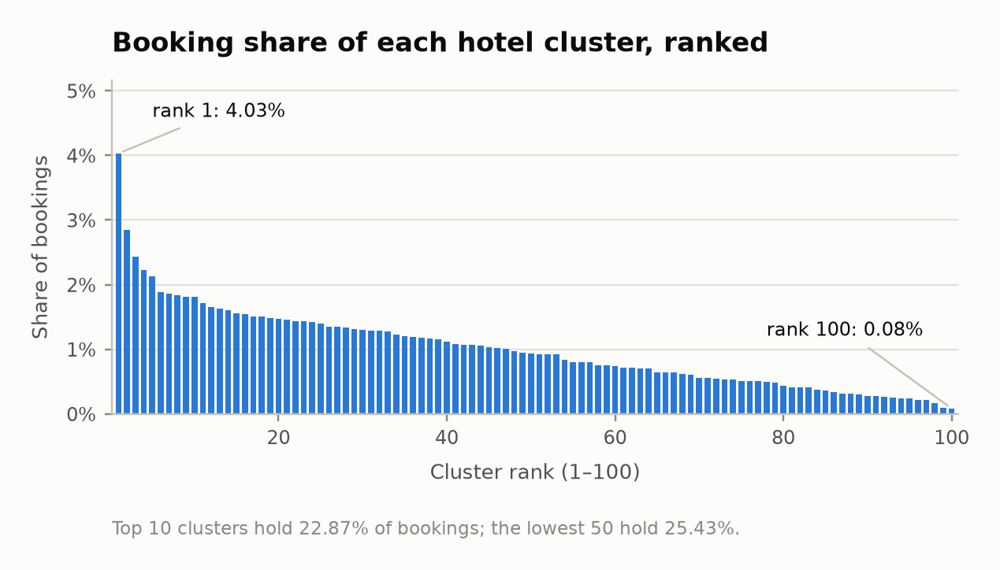 Booking share of each hotel cluster, ranked
5%
rank 1: 4.03%
4%
3%
2%
1%
0%
Share of bookings
rank 100: 0.08%
20 40 60 80 100
Cluster rank (1–100)
Top 10 clusters hold 22.87% of bookings; the lowest 50 hold 25.43%.